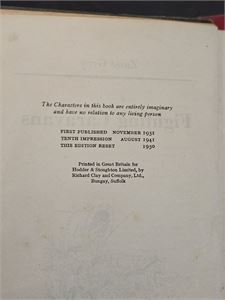 The Characters in this book are entirely imaginary
and have no relation to any living person
FIRST PUBLISHED NOVEMBER 1931
TENTH IMPRESSION AUGUST 1941
THIS EDITION RESET 1950
Printed in Great Britain for
Hodder & Stoughton Limited, by
Richard Clay and Company, Ltd.,
Bungay, Suffolk